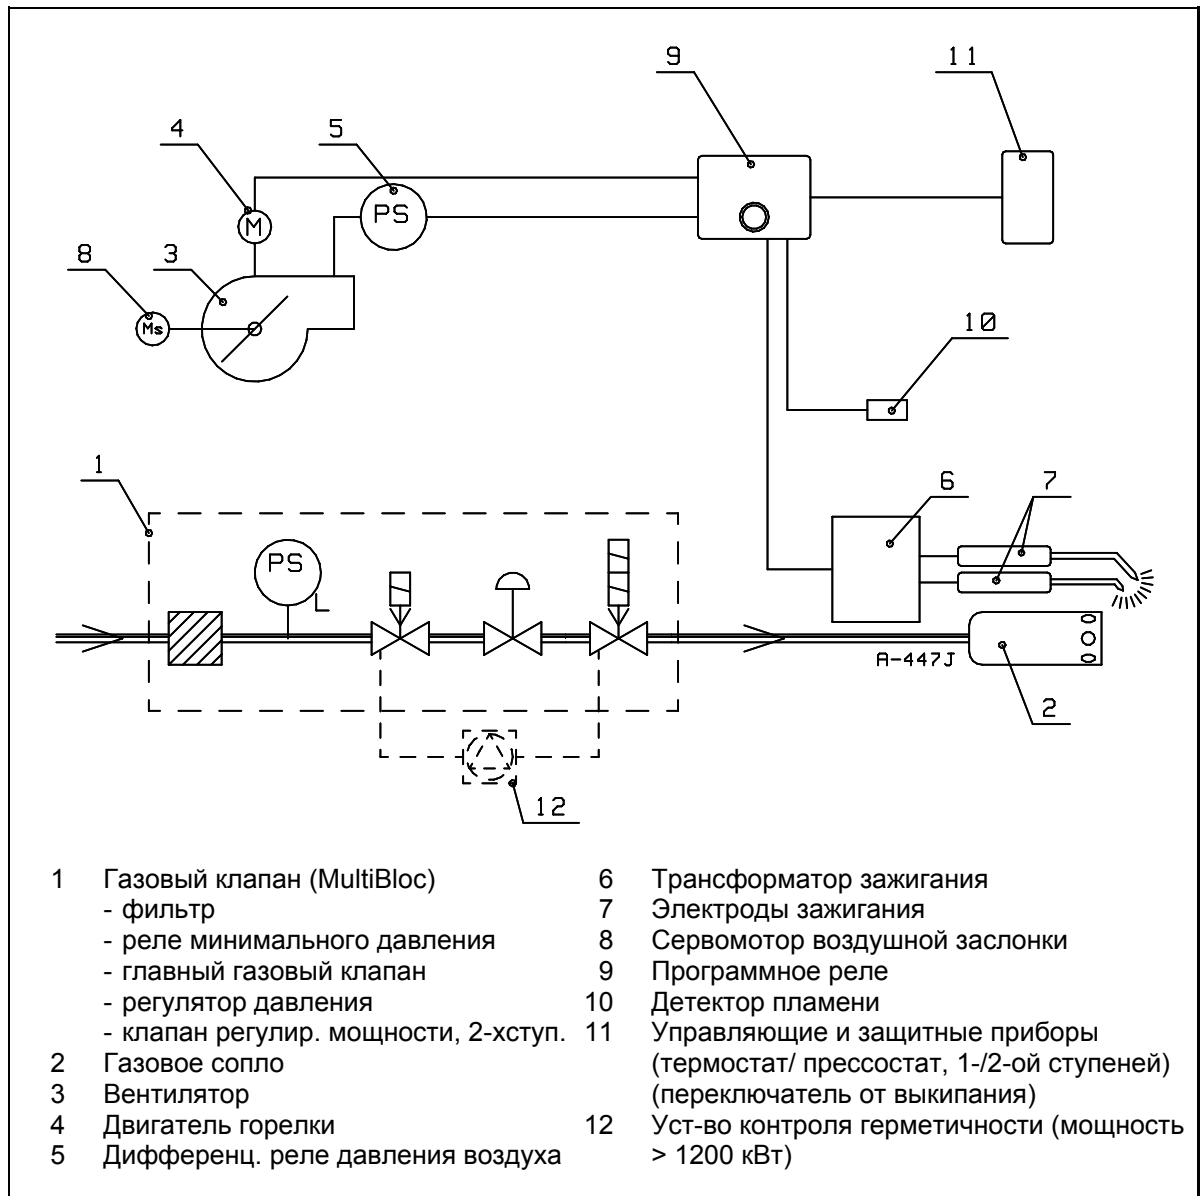 9
11
4
5
M
PS
8
3
Ms
10
1
6
7
PS
A-447J
2
12
1 Газовый клапан (MultiBloc)
- фильтр
- реле минимального давления
- главный газовый клапан
- регулятор давления
- клапан регулир. мощности, 2-хступ.
2 Газовое сопло
3 Вентилятор
4 Двигатель горелки
5 Дифференц. реле давления воздуха
6 Трансформатор зажигания
7 Электроды зажигания
8 Сервомотор воздушной заслонки
9 Программное реле
10 Детектор пламени
11 Управляющие и защитные приборы
(термостат/ прессостат, 1-/2-ой ступеней)
(переключатель от выкипания)
12 Уст-во контроля герметичности (мощность
> 1200 кВт)